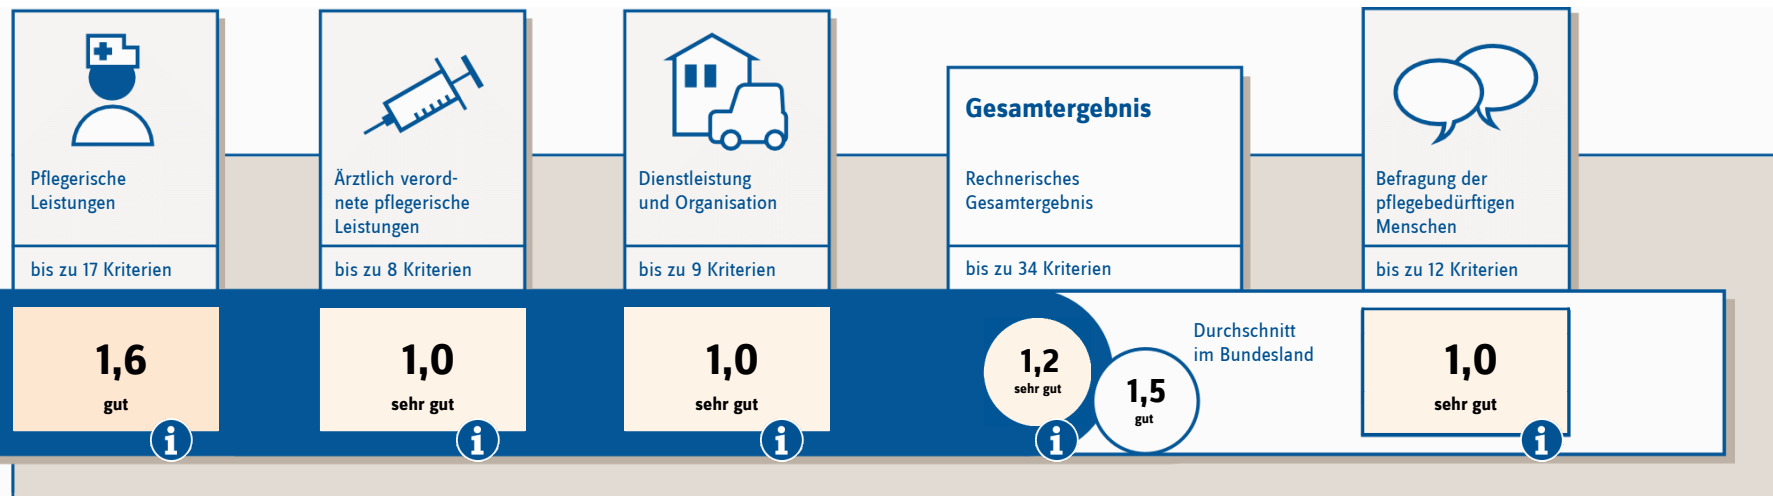 Pflegerische
Leistungen
bis zu 17 Kriterien
1,6
gut
i
Ärztlich verord-
nete pflegerische
Leistungen
bis zu 8 Kriterien
1,0
sehr gut
i
Dienstleistung
und Organisation
bis zu 9 Kriterien
1,0
sehr gut
i
Gesamtergebnis
Rechnerisches
Gesamtergebnis
bis zu 34 Kriterien
1,2
sehr gut
i
1,5
gut
Durchschnitt
im Bundesland
Befragung der
pflegebedürftigen
Menschen
bis zu 12 Kriterien
1,0
sehr gut
i